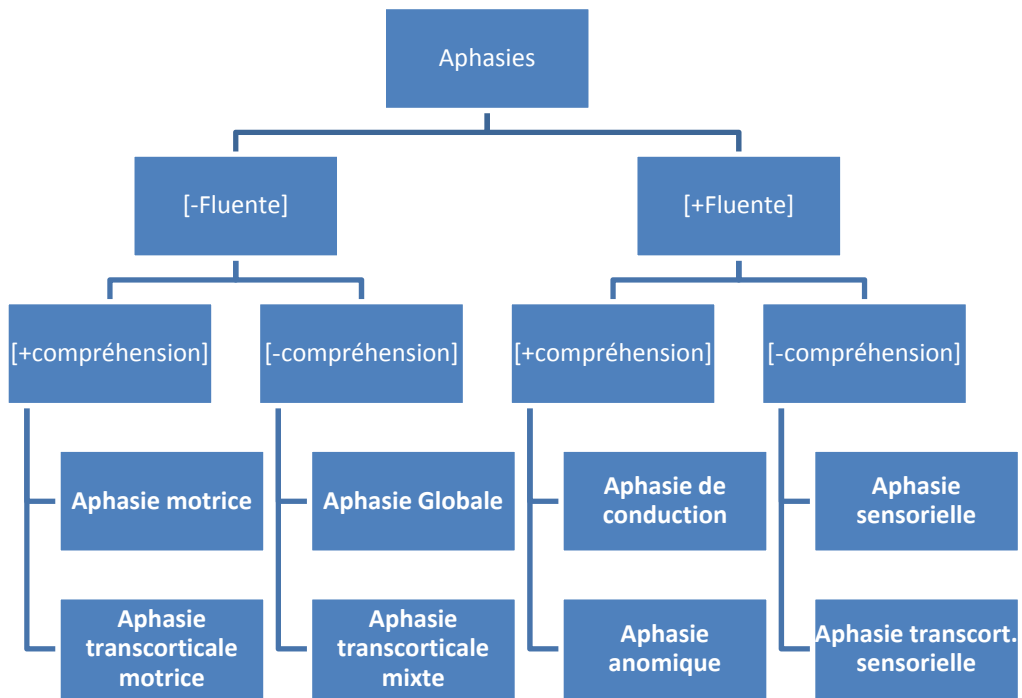 Aphasies
[-Fluente]
[+Fluente]
[+compréhension]
[-compréhension]
[+compréhension]
[-compréhension]
Aphasie motrice
Aphasie Globale
Aphasie de
conduction
Aphasie
sensorielle
Aphasie
transcorticale
motrice
Aphasie
transcorticale
mixte
Aphasie
anomique
Aphasie transcort.
sensorielle